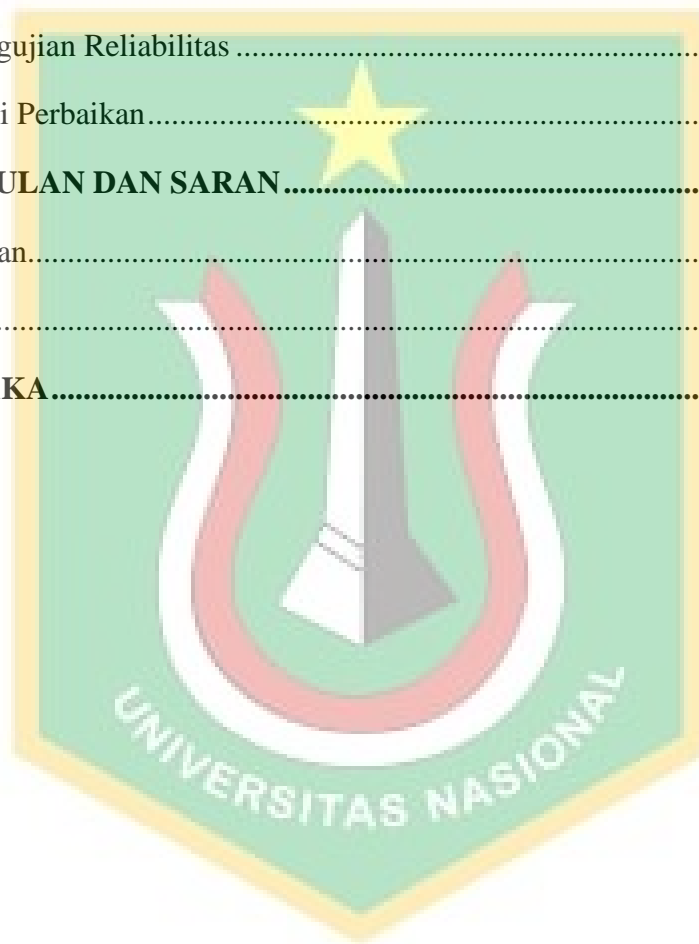 gujian Reliabilitas ..........................................................
i Perbaikan.....................................................................
ULAN DAN SARAN....................................................
an....................................................................................
........................................................................................
KA.................................................................................
UNIVERSITAS NASIONAL